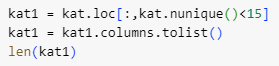 kat1 = kat.loc[:,kat.nunique()<15]
kat1 = kat1.columns.tolist()
len(kat1)